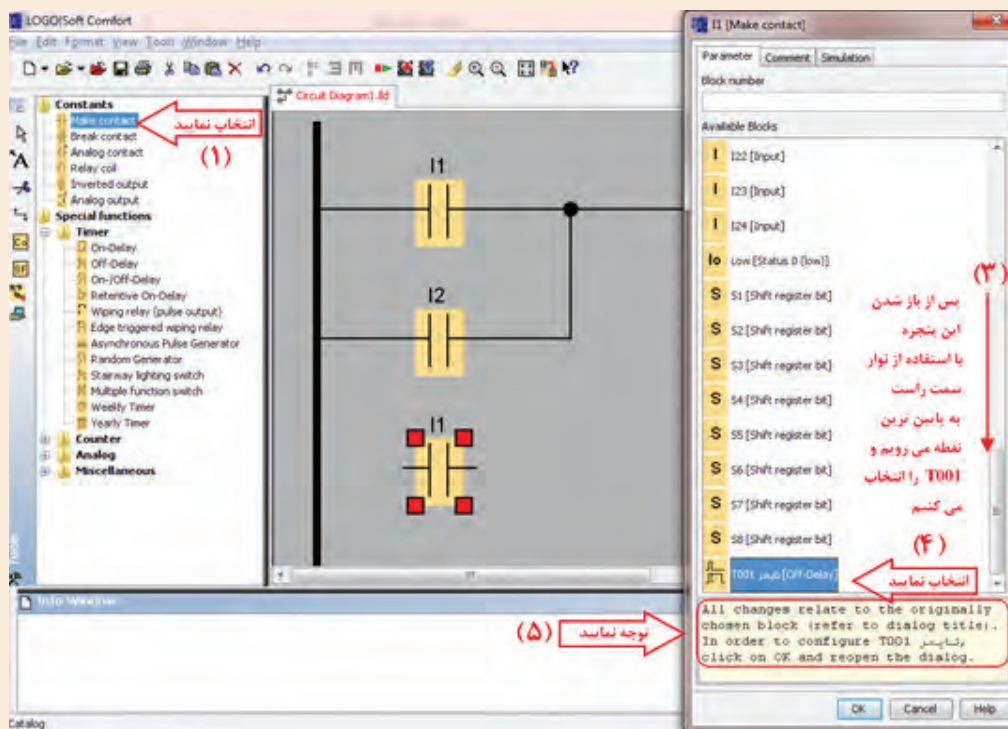 LOGO!Soft Comfort
File Edit Format View Tools Window Help
Constants
Make contact
Break contact
Analog contact
Relay coil
Inverted output
Analog output
Special functions
Timer
On-Delay
Off-Delay
On-/Off-Delay
Retentive On-Delay
Wiping relay (pulse output)
Edge triggered wiping relay
Asynchronous Pulse Generator
Random Generator
Stairway lighting switch
Multiple function switch
Weekly Timer
Yearly Timer
Counter
Analog
Miscellaneous
انتخاب نمایید
(۱)
Circuit Diagram1.lld
I1
I2
I1
Info Window
Catalog
I1 [Make contact]
Parameter Comment Simulation
Block number
Available Blocks
I I22 [Input]
I I23 [Input]
I I24 [Input]
lo Low [Status 0 (low)]
S S1 [Shift register bit]
S S2 [Shift register bit]
S S3 [Shift register bit]
S S4 [Shift register bit]
S S5 [Shift register bit]
S S6 [Shift register bit]
S S7 [Shift register bit]
S S8 [Shift register bit]
T001 تایمر [Off-Delay]
(۳)
پس از باز شدن
این پنجره
با استفاده از نوار
سمت راست
به پایین ترین
نقطه می رویم و
T001 را انتخاب
می کنیم
(۴)
انتخاب نمایید
(۵)
توجه نمایید
All changes relate to the originally
chosen block (refer to dialog title).
In order to configure T001
تایمر,
click on OK and reopen the dialog.
OK Cancel Help